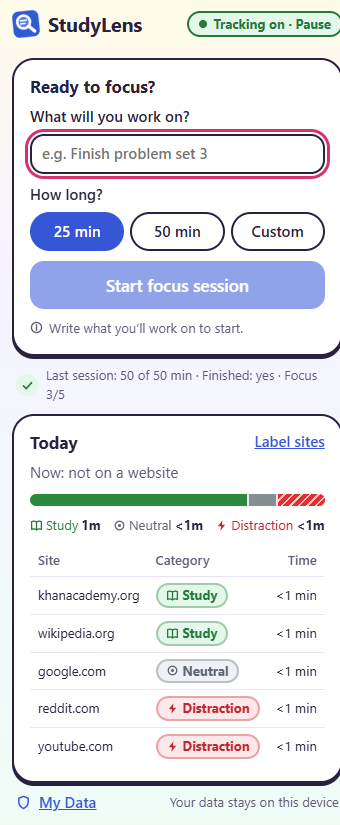 StudyLens
Tracking on · Pause
Ready to focus?
What will you work on?
e.g. Finish problem set 3
How long?
25 min 50 min Custom
Start focus session
Write what you'll work on to start.
Last session: 50 of 50 min · Finished: yes · Focus
3/5
Today Label sites
Now: not on a website
Study 1m Neutral <1m Distraction <1m
Site Category Time
khanacademy.org Study <1 min
wikipedia.org Study <1 min
google.com Neutral <1 min
reddit.com Distraction <1 min
youtube.com Distraction <1 min
My Data Your data stays on this device